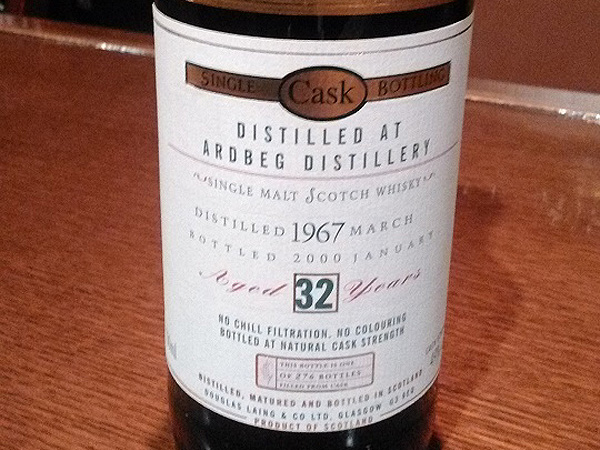 SINGLE Cask BOTTLING
DISTILLED AT
ARDBEG DISTILLERY
SINGLE MALT SCOTCH WHISKY
DISTILLED 1967 MARCH
BOTTLED 2000 JANUARY
Aged 32 Years
NO CHILL FILTRATION, NO COLOURING
BOTTLED AT NATURAL CASK STRENGTH
THIS BOTTLE IS ONE
OF 276 BOTTLES
FILLED FROM CASK
DISTILLED, MATURED AND BOTTLED IN SCOTLAND
DOUGLAS LAING & CO LTD, GLASGOW G3 6EQ
PRODUCT OF SCOTLAND